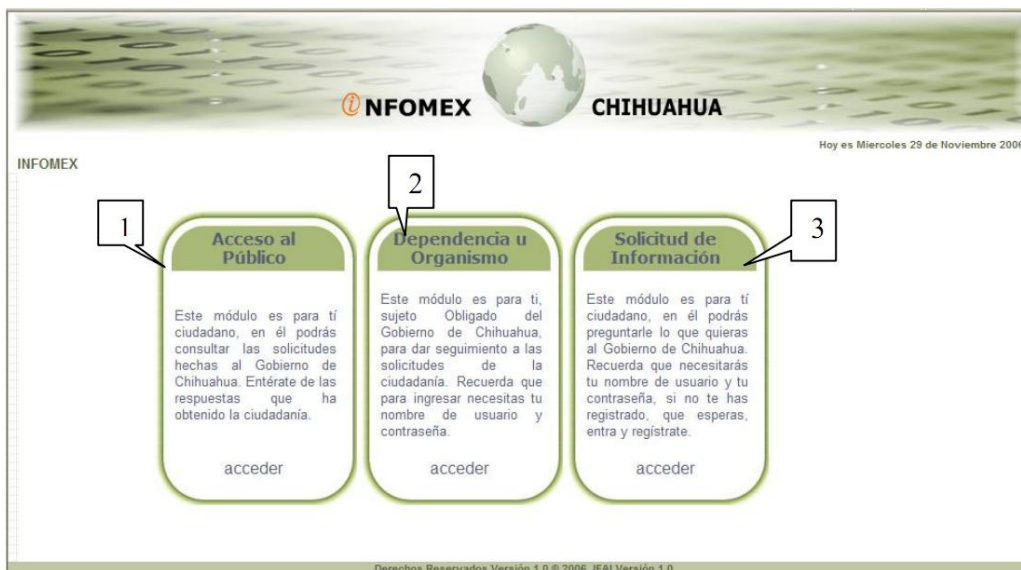 iNFOMEX CHIHUAHUA
Hoy es Miercoles 29 de Noviembre 2006
INFOMEX
1
2
3
Acceso al
Público
Este módulo es para tí
ciudadano, en él podrás
consultar las solicitudes
hechas al Gobierno de
Chihuahua. Entérate de las
respuestas que ha
obtenido la ciudadanía.
acceder
Dependencia u
Organismo
Este módulo es para ti,
sujeto Obligado del
Gobierno de Chihuahua,
para dar seguimiento a las
solicitudes de la
ciudadanía. Recuerda que
para ingresar necesitas tu
nombre de usuario y
contraseña.
acceder
Solicitud de
Información
Este módulo es para tí
ciudadano, en él podrás
preguntarle lo que quieras
al Gobierno de Chihuahua.
Recuerda que necesitarás
tu nombre de usuario y tu
contraseña, si no te has
registrado, que esperas,
entra y regístrate.
acceder
Derechos Reservados Versión 1.0 © 2006, IFAI Versión 1.0